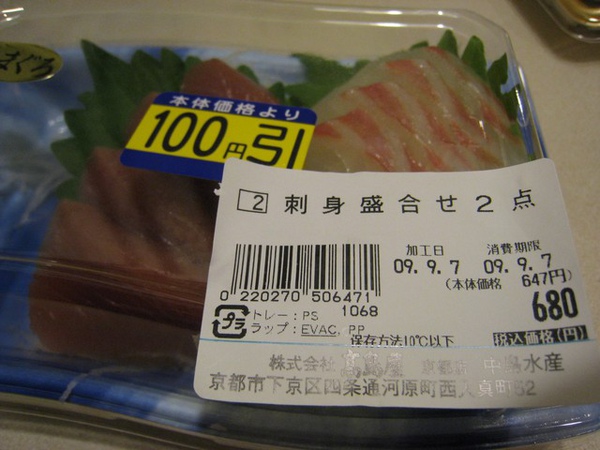 まぐろ
本体価格より
100円引
2 刺身盛合せ2点
加工日 消費期限
09.9.7 09.9.7
(本体価格 647円)
680
税込価格(円)
0 220270 506471
1068
プラ
トレー:PS
ラップ:EVAC,PP
保存方法10℃以下
株式会社 髙島屋 京都 中 水産
京都市下京区四条通河原町西入真町52